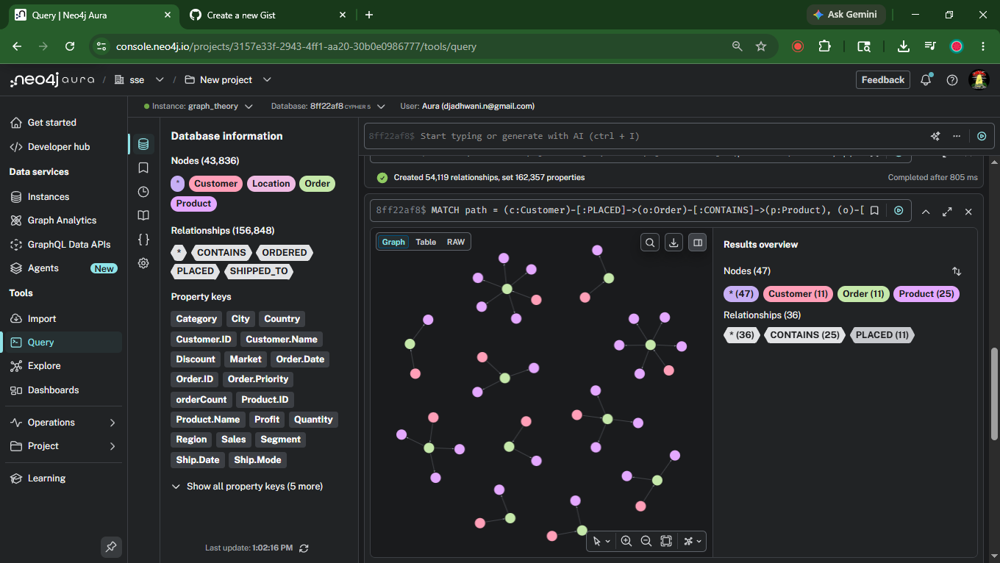 Query | Neo4j Aura
Create a new Gist
Ask Gemini
console.neo4j.io/projects/3157e33f-2943-4ff1-aa20-30b0e0986777/tools/query
neo4j aura / sse / New project
Feedback
Instance: graph_theory
Database: 8ff22af8 CYPHER 5
User: Aura (djadhwani.n@gmail.com)
Get started
Developer hub
Data services
Instances
Graph Analytics
GraphQL Data APIs
Agents New
Tools
Import
Query
Explore
Dashboards
Operations
Project
Learning
Database information
Nodes (43,836)
* Customer Location Order
Product
Relationships (156,848)
* CONTAINS ORDERED
PLACED SHIPPED_TO
Property keys
Category City Country
Customer.ID Customer.Name
Discount Market Order.Date
Order.ID Order.Priority
orderCount Product.ID
Product.Name Profit Quantity
Region Sales Segment
Ship.Date Ship.Mode
Show all property keys (5 more)
Last update: 1:02:16 PM
8ff22af8$ Start typing or generate with AI (ctrl + I)
Created 54,119 relationships, set 162,357 properties
Completed after 805 ms
8ff22af8$ MATCH path = (c:Customer)-[:PLACED]->(o:Order)-[:CONTAINS]->(p:Product), (o)-[
Graph Table RAW
Results overview
Nodes (47)
* (47) Customer (11) Order (11) Product (25)
Relationships (36)
* (36) CONTAINS (25) PLACED (11)